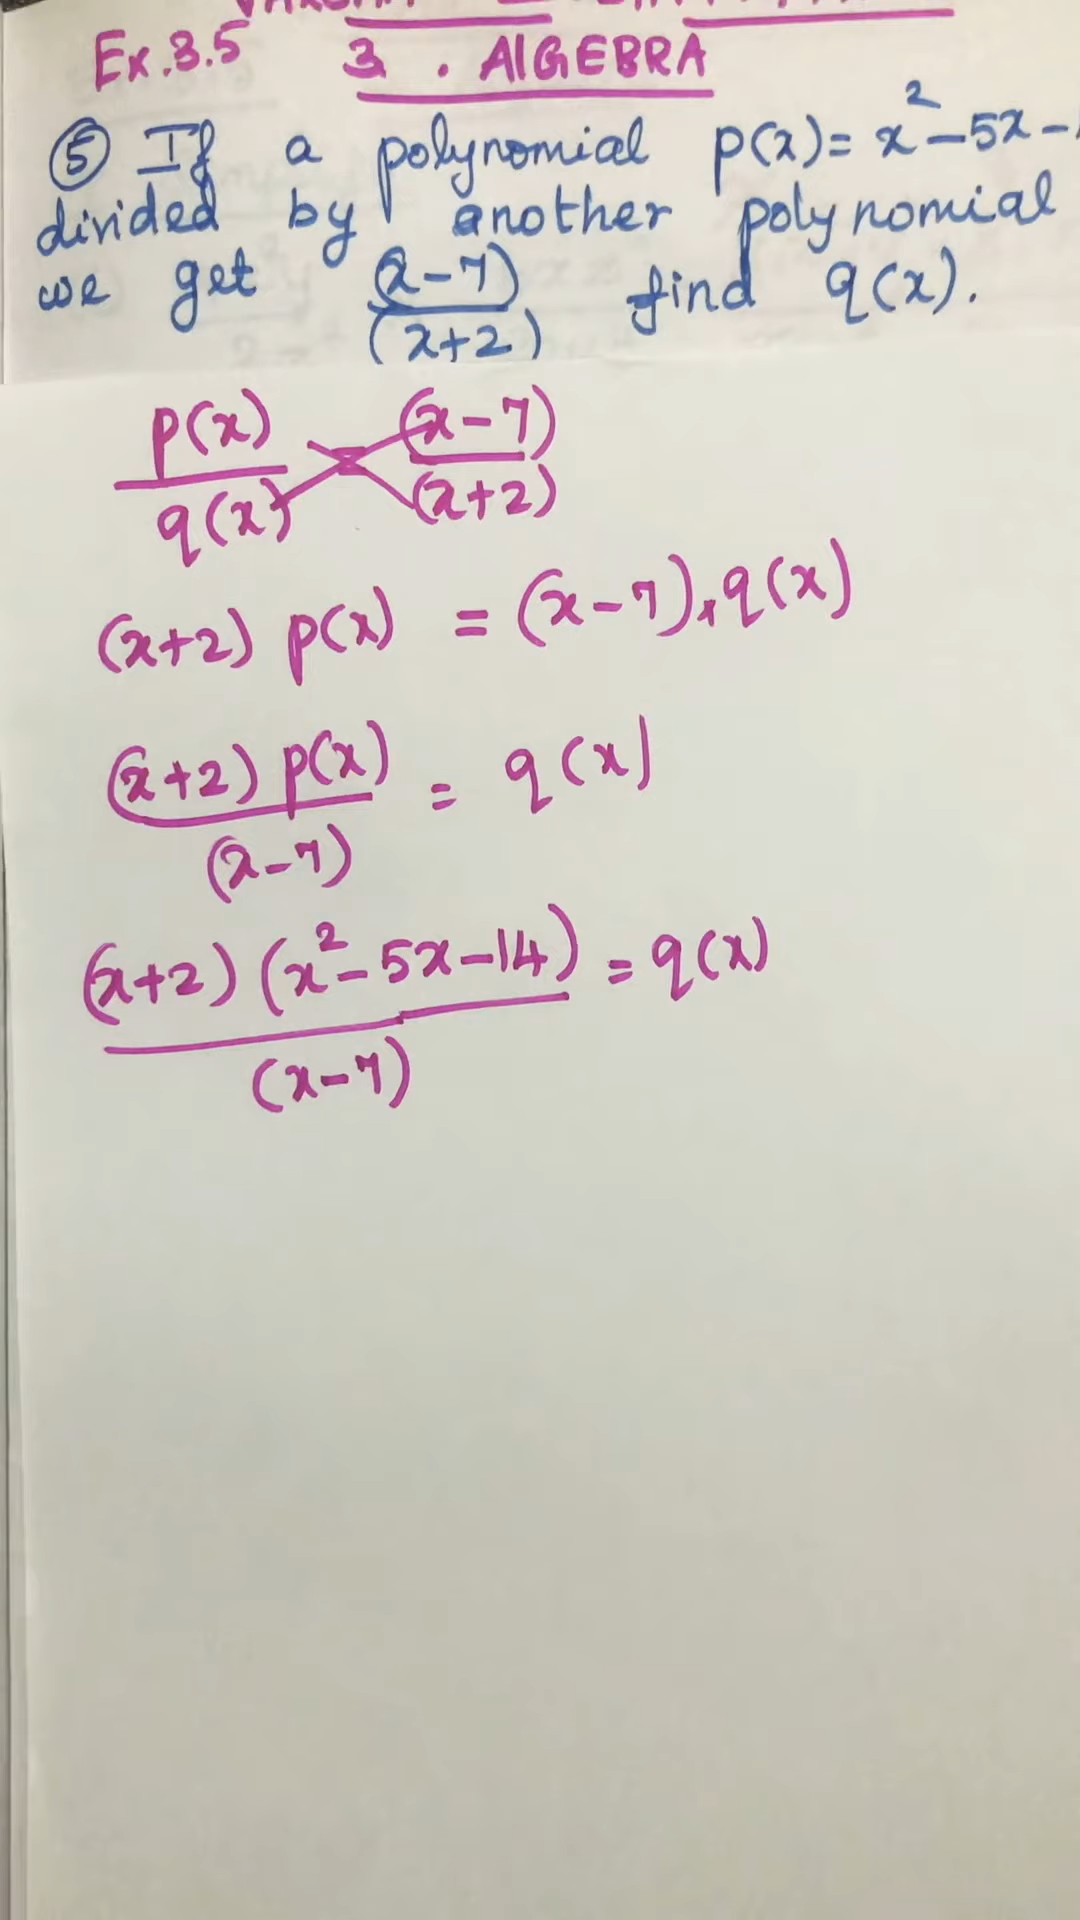 Ex.3.5 3. AlGEBRA
⑤ If a polynomial p(x)= x² - 5x -
divided by another polynomial
we get (x-7)/(x+2) find q(x).
p(x)/q(x) (x-7)/(x+2)
(x+2) p(x) = (x-7) × q(x)
(x+2) p(x)/(x-7) = q(x)
(x+2) (x² - 5x - 14)/(x-7) = q(x)